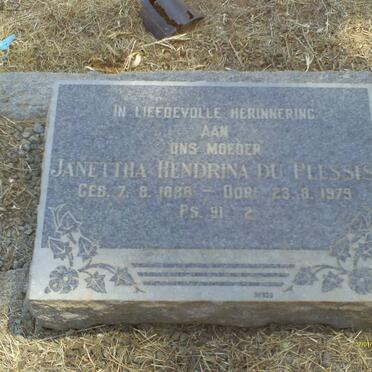 IN LIEFDEVOLLE HERINNERING
AAN
ONS MOEDER
JANETTHA HENDRINA DU PLESSIS
GEB. 7. 8. 1888 – OORL. 23. 8. 1979
PS. 91 : 2